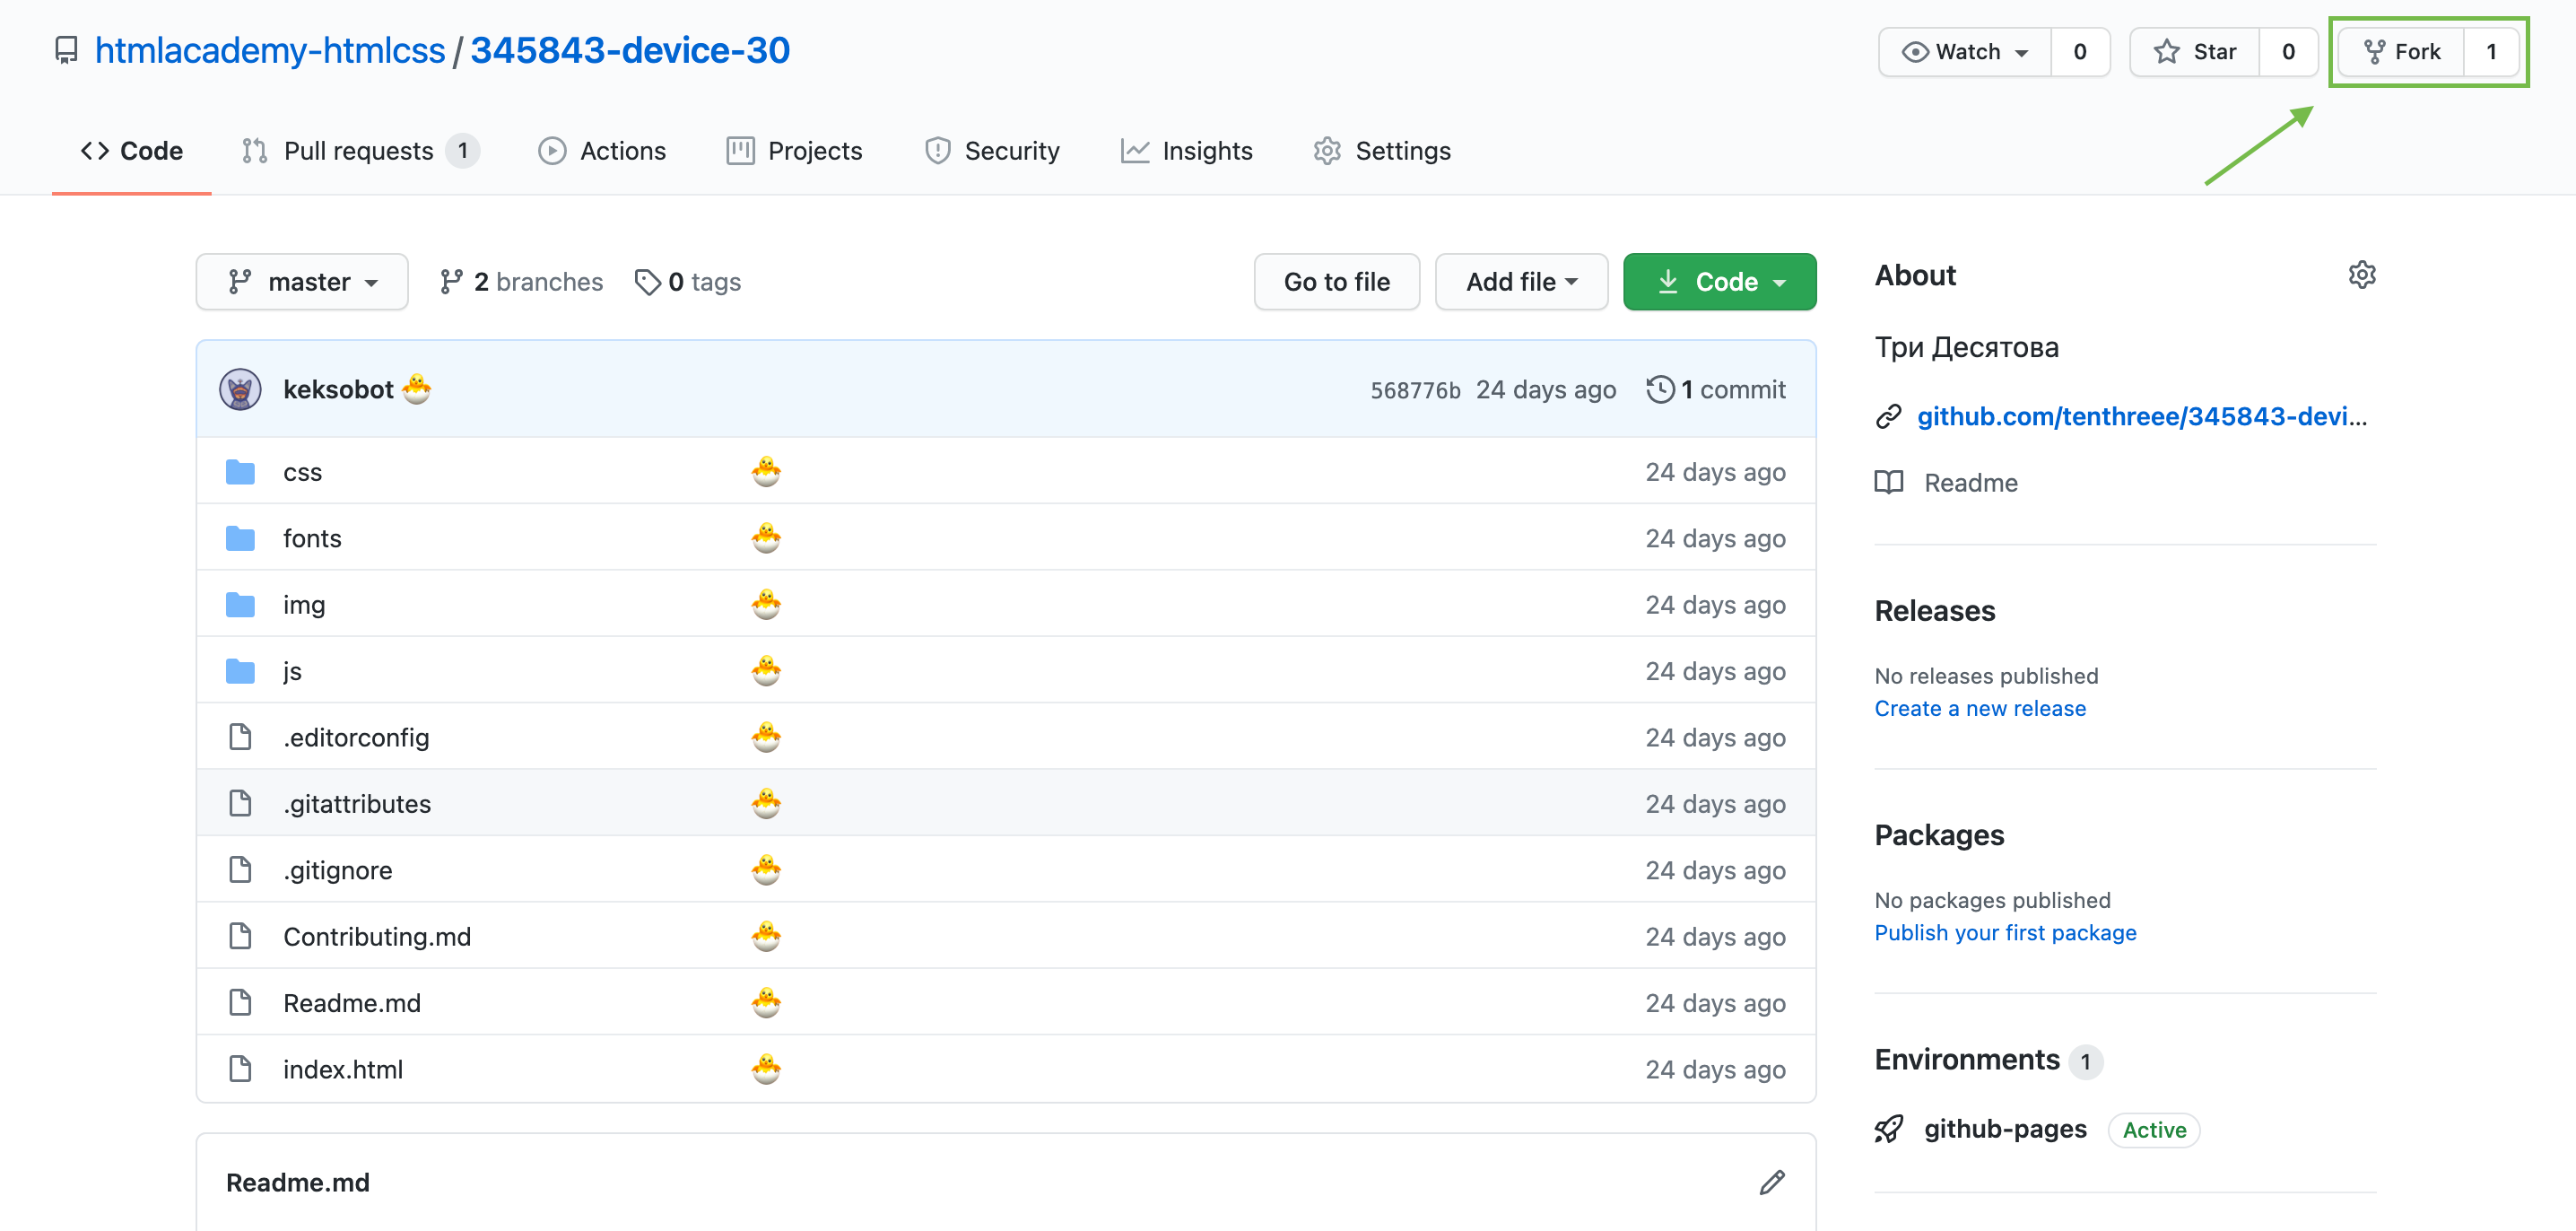 htmlacademy-htmlcss / 345843-device-30
Watch 0 Star 0 Fork 1
Code Pull requests 1 Actions Projects Security Insights Settings
master 2 branches 0 tags Go to file Add file Code
keksobot 🐣 568776b 24 days ago 1 commit
css 🐣 24 days ago
fonts 🐣 24 days ago
img 🐣 24 days ago
js 🐣 24 days ago
.editorconfig 🐣 24 days ago
.gitattributes 🐣 24 days ago
.gitignore 🐣 24 days ago
Contributing.md 🐣 24 days ago
Readme.md 🐣 24 days ago
index.html 🐣 24 days ago
Readme.md
About
Три Десятова
github.com/tenthreee/345843-devi...
Readme
Releases
No releases published
Create a new release
Packages
No packages published
Publish your first package
Environments 1
github-pages Active